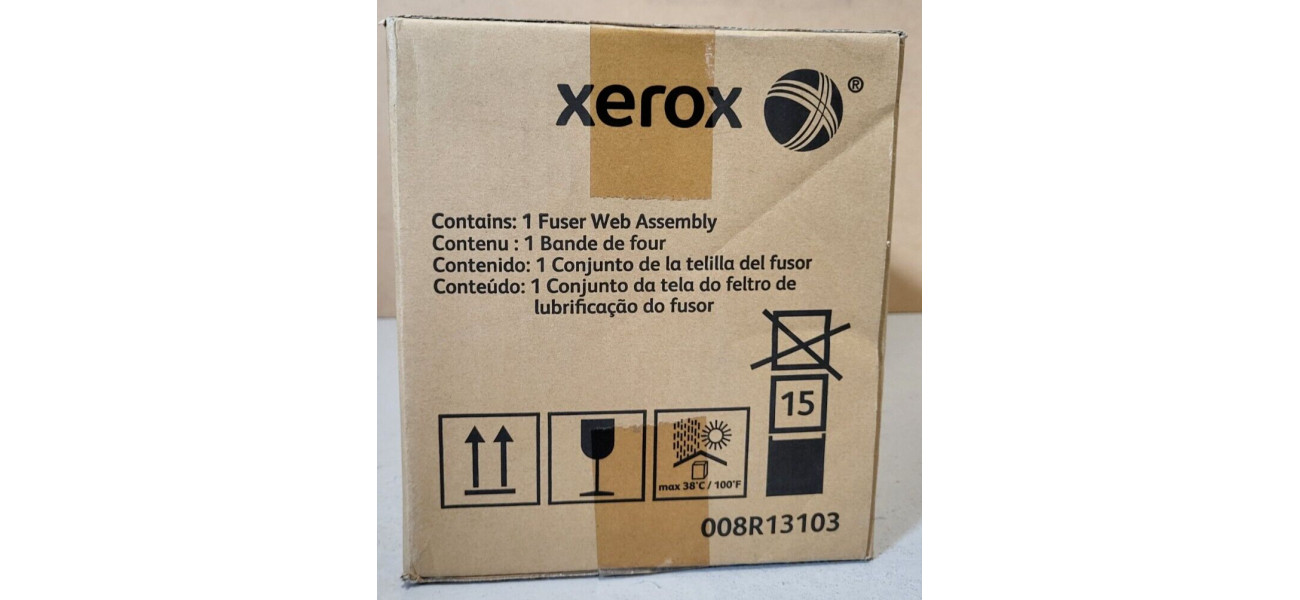 xerox ®
Contains: 1 Fuser Web Assembly
Contenu : 1 Bande de four
Contenido: 1 Conjunto de la telilla del fusor
Conteúdo: 1 Conjunto da tela do feltro de
lubrificação do fusor
15
max 38°C / 100°F
008R13103